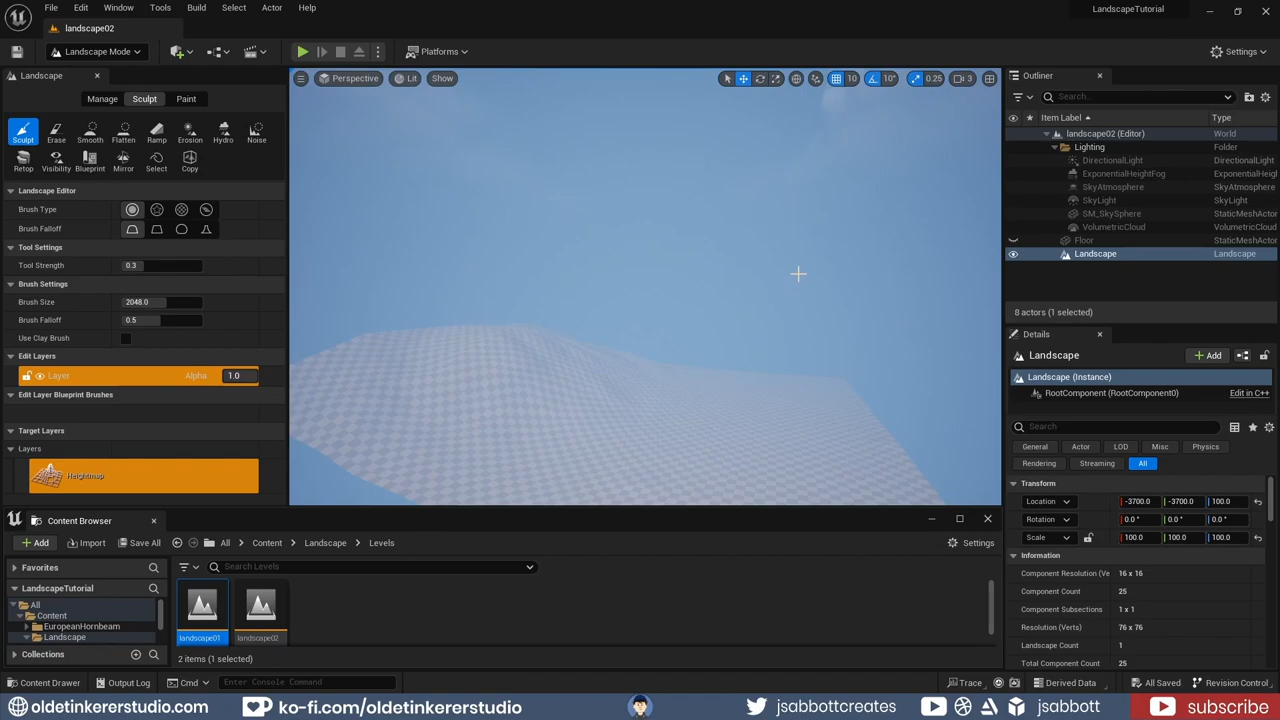 File Edit Window Tools Build Select Actor Help
LandscapeTutorial
landscape02
Landscape Mode
Platforms
Settings
Landscape
Manage Sculpt Paint
Sculpt Erase Smooth Flatten Ramp Erosion Hydro Noise
Retop Visibility Blueprint Mirror Select Copy
Landscape Editor
Brush Type
Brush Falloff
Tool Settings
Tool Strength 0.3
Brush Settings
Brush Size 2048.0
Brush Falloff 0.5
Use Clay Brush
Edit Layers
Layer Alpha 1.0
Edit Layer Blueprint Brushes
Target Layers
Layers
Heightmap
Perspective Lit Show
10 10° 0.25 3
Outliner
Search...
Item Label Type
landscape02 (Editor) World
Lighting Folder
DirectionalLight DirectionalLight
ExponentialHeightFog ExponentialHeigh
SkyAtmosphere SkyAtmosphere
SkyLight SkyLight
SM_SkySphere StaticMeshActor
VolumetricCloud VolumetricCloud
Floor StaticMeshActor
Landscape Landscape
8 actors (1 selected)
Details
Landscape Add
Landscape (Instance)
RootComponent (RootComponent0) Edit in C++
Search
General Actor LOD Misc Physics
Rendering Streaming All
Transform
Location -3700.0 -3700.0 100.0
Rotation 0.0 ° 0.0 ° 0.0 °
Scale 100.0 100.0 100.0
Information
Component Resolution (Ve 16 x 16
Component Count 25
Component Subsections 1 x 1
Resolution (Verts) 76 x 76
Landscape Count 1
Total Component Count 25
Content Browser
Add Import Save All All Content Landscape Levels Settings
Favorites
Search Levels
LandscapeTutorial
All
Content
EuropeanHornbeam
Landscape
Collections
landscape01 landscape02
2 items (1 selected)
Content Drawer Output Log Cmd Enter Console Command Trace Derived Data All Saved Revision Control
oldetinkererstudio.com ko-fi.com/oldetinkererstudio jsabbottcreates jsabbott subscribe